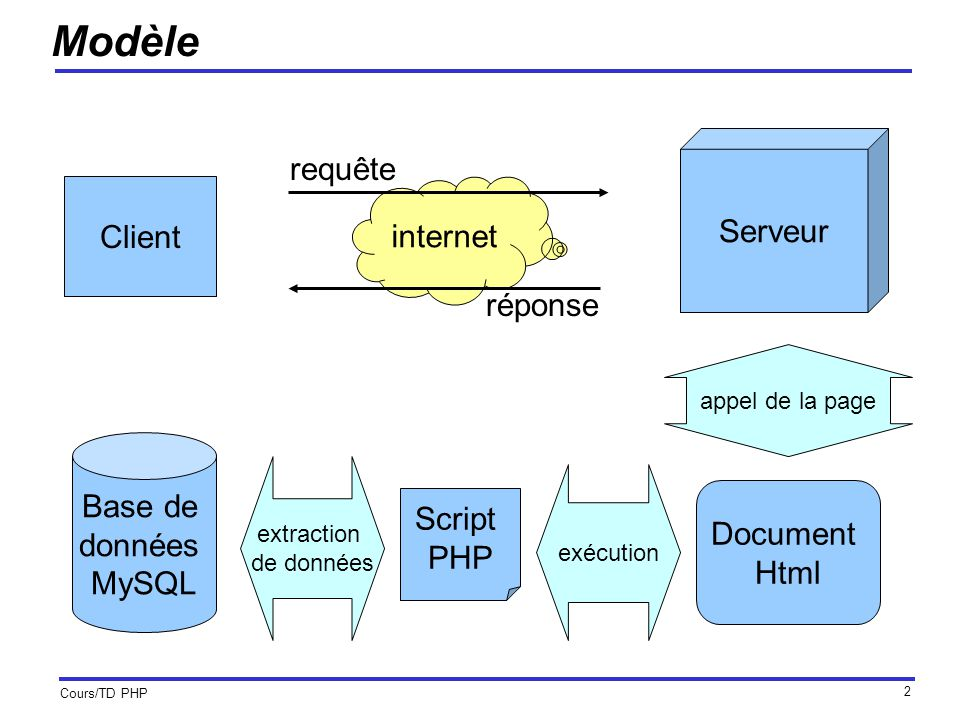 Modèle
requête
Client
internet
Serveur
réponse
appel de la page
Base de
données
MySQL
extraction
de données
Script
PHP
exécution
Document
Html
Cours/TD PHP
2